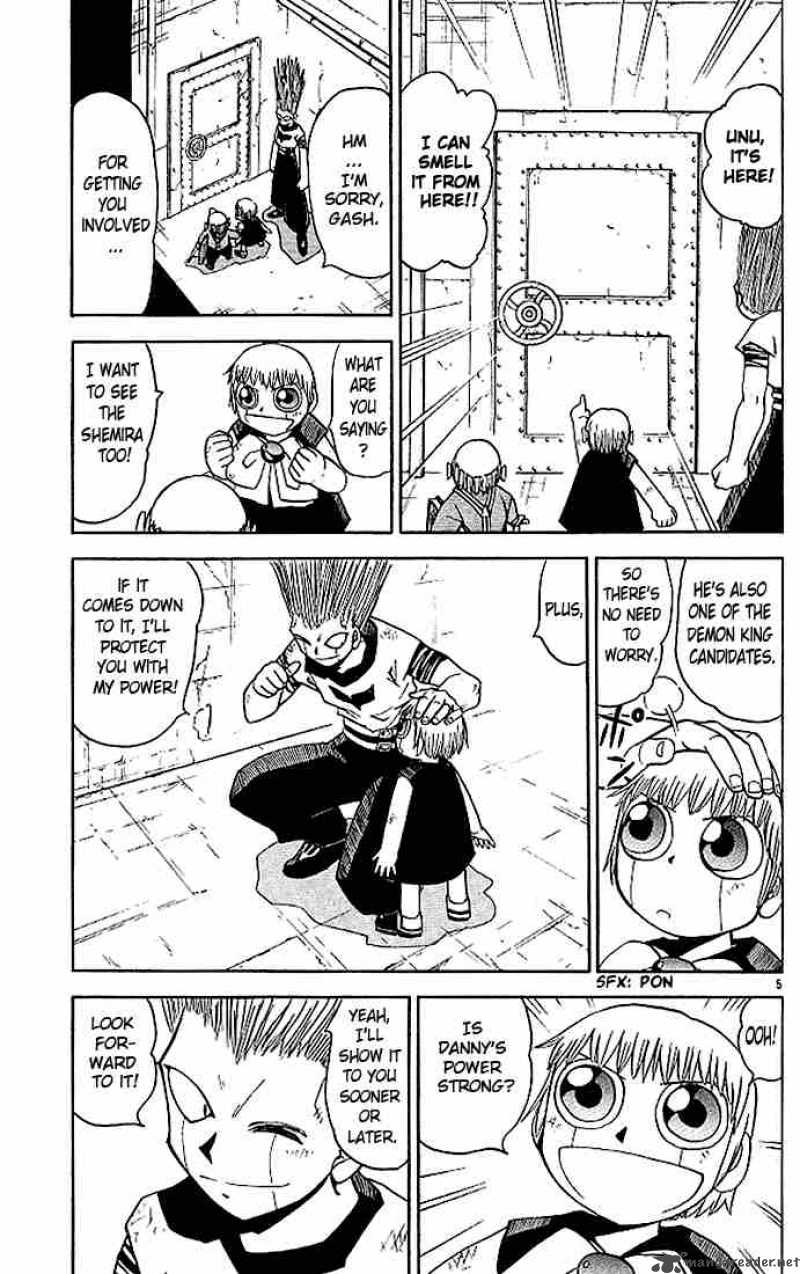 UNU,
IT'S
HERE!
I CAN
SMELL
IT FROM
HERE!!
HM
...
I'M
SORRY,
GASH.
FOR
GETTING
YOU
INVOLVED
...
WHAT
ARE
YOU
SAYING
?
I WANT
TO SEE
THE
SHEMIRA
TOO!
HE'S ALSO
ONE OF THE
DEMON KING
CANDIDATES.
SO
THERE'S
NO NEED
TO
WORRY.
SFX: PON
5
PLUS,
IF IT
COMES DOWN
TO IT, I'LL
PROTECT
YOU WITH
MY POWER!
OOH!
IS
DANNY'S
POWER
STRONG?
YEAH,
I'LL
SHOW IT
TO YOU
SOONER
OR
LATER.
LOOK
FOR-
WARD
TO IT!
mangareader.net